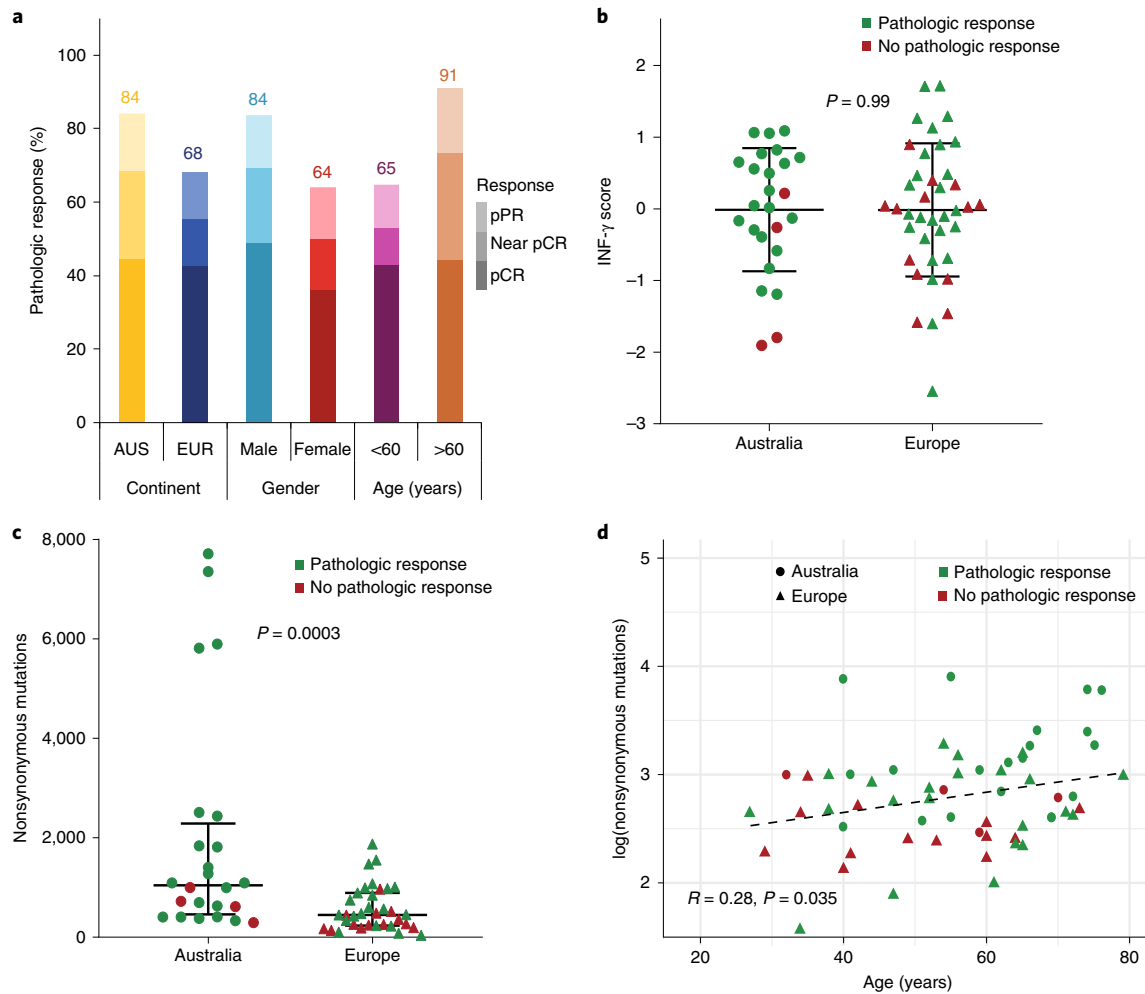 a
Pathologic response (%)
100
80
60
40
20
0
84
68
84
64
65
91
Response
pPR
Near pCR
pCR
AUS
EUR
Male
Female
<60
>60
Continent
Gender
Age (years)
b
Pathologic response
No pathologic response
P = 0.99
INF-γ score
2
1
0
−1
−2
−3
Australia
Europe
c
Pathologic response
No pathologic response
P = 0.0003
Nonsynonymous mutations
8,000
6,000
4,000
2,000
0
Australia
Europe
d
Australia
Europe
Pathologic response
No pathologic response
log(nonsynonymous mutations)
5
4
3
2
R = 0.28, P = 0.035
20
40
60
80
Age (years)